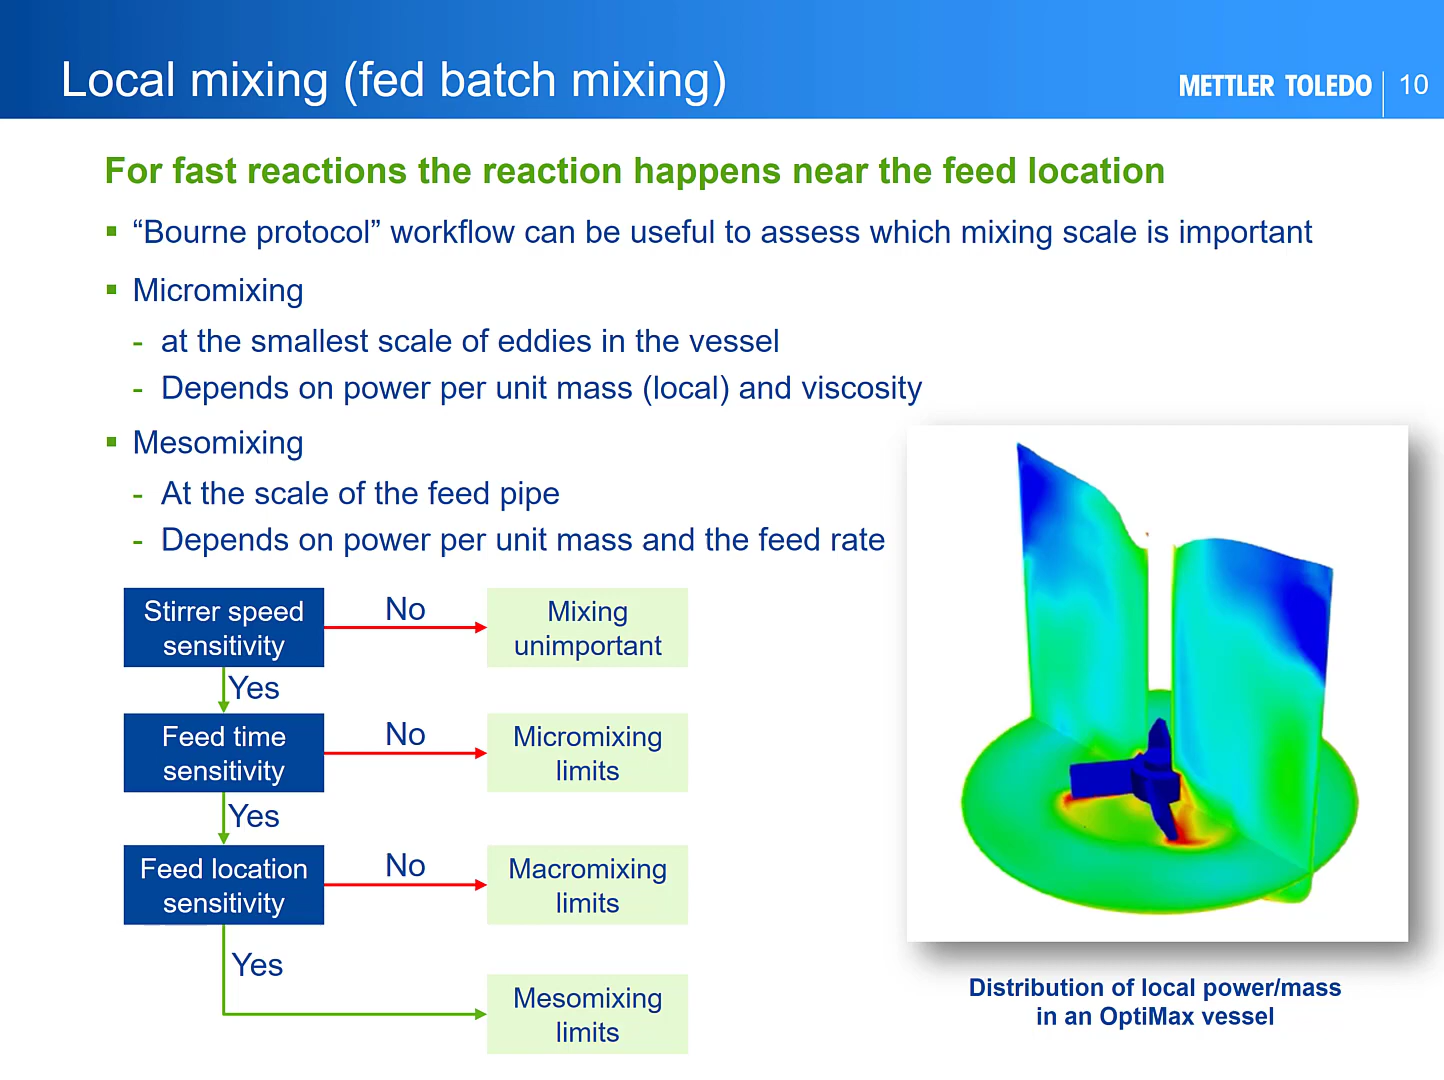 Local mixing (fed batch mixing)
METTLER TOLEDO
10
For fast reactions the reaction happens near the feed location
“Bourne protocol” workflow can be useful to assess which mixing scale is important
Micromixing
- at the smallest scale of eddies in the vessel
- Depends on power per unit mass (local) and viscosity
Mesomixing
- At the scale of the feed pipe
- Depends on power per unit mass and the feed rate
Stirrer speed
sensitivity
No
Mixing
unimportant
Yes
Feed time
sensitivity
No
Micromixing
limits
Yes
Feed location
sensitivity
No
Macromixing
limits
Yes
Mesomixing
limits
Distribution of local power/mass
in an OptiMax vessel